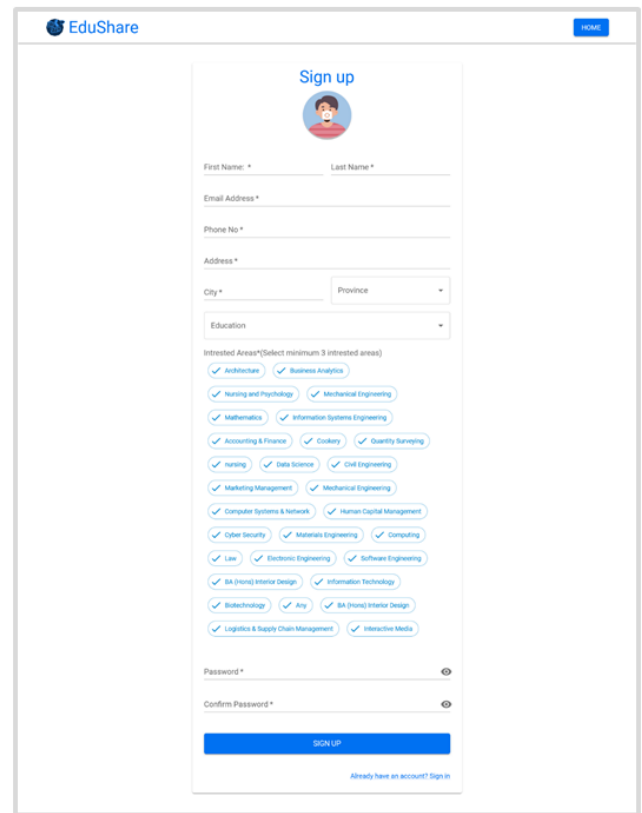 EduShare HOME
Sign up
First Name: * Last Name *
Email Address *
Phone No *
Address *
City * Province
Education
Intrested Areas*(Select minimum 3 intrested areas)
Architecture Business Analytics
Nursing and Psychology Mechanical Engineering
Mathematics Information Systems Engineering
Accounting & Finance Cookery Quantity Surveying
nursing Data Science Civil Engineering
Marketing Management Mechanical Engineering
Computer Systems & Network Human Capital Management
Cyber Security Materials Engineering Computing
Law Electronic Engineering Software Engineering
BA (Hons) Interior Design Information Technology
Biotechnology Any BA (Hons) Interior Design
Logistics & Supply Chain Management Interactive Media
Password *
Confirm Password *
SIGN UP
Already have an account? Sign in